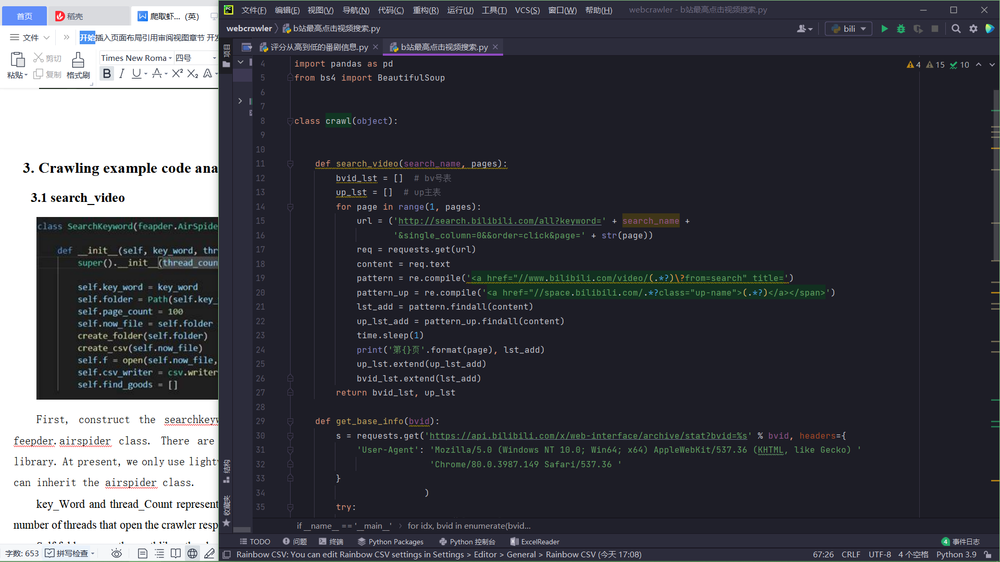 首页
稻壳
爬取虾... (英)
文件
开始 插入 页面布局 引用 审阅 视图 章节
粘贴
剪切
复制
格式刷
Times New Roma
四号
B I U A X² X₂ A
3. Crawling example code ana
3.1 search_video
class SearchKeyword(feapder.AirSpide
def __init__(self, key_word, thr
super().__init__(thread_coun
self.key_word = key_word
self.folder = Path(self.key_
self.page_count = 100
self.now_file = self.folder
create_folder(self.folder)
create_csv(self.now_file)
self.f = open(self.now_file,
self.csv_writer = csv.writer
self.find_goods = []
First, construct the searchkeyw
feepder.airspider class. There are
library. At present, we only use lightw
can inherit the airspider class.
key_Word and thread_Count represent
number of threads that open the crawler resp
字数: 653 拼写检查
文件(F) 编辑(E) 视图(V) 导航(N) 代码(C) 重构(R) 运行(U) 工具(T) VCS(S) 窗口(W) 帮助(H) webcrawler - b站最高点击视频搜索.py
webcrawler b站最高点击视频搜索.py
bili
项目
评分从高到低的番剧信息.py
b站最高点击视频搜索.py
4 15 10
4 import pandas as pd
5 from bs4 import BeautifulSoup
6
7
8 class crawl(object):
9
10
11 def search_video(search_name, pages):
12 bvid_lst = [] # bv号表
13 up_lst = [] # up主表
14 for page in range(1, pages):
15 url = ('http://search.bilibili.com/all?keyword=' + search_name +
16 '&single_column=0&&order=click&page=' + str(page))
17 req = requests.get(url)
18 content = req.text
19 pattern = re.compile('<a href="//www.bilibili.com/video/(.*?)\?from=search" title=')
20 pattern_up = re.compile('<a href="//space.bilibili.com/.*?class="up-name">(.*?)</a></span>')
21 lst_add = pattern.findall(content)
22 up_lst_add = pattern_up.findall(content)
23 time.sleep(1)
24 print('第{}页'.format(page), lst_add)
25 up_lst.extend(up_lst_add)
26 bvid_lst.extend(lst_add)
27 return bvid_lst, up_lst
28
29 def get_base_info(bvid):
30 s = requests.get('https://api.bilibili.com/x/web-interface/archive/stat?bvid=%s' % bvid, headers={
31 'User-Agent': 'Mozilla/5.0 (Windows NT 10.0; Win64; x64) AppleWebKit/537.36 (KHTML, like Gecko) '
32 'Chrome/80.0.3987.149 Safari/537.36 '
33 }
34 )
35 try:
结构
收藏夹
if __name__ == '__main__' › for idx, bvid in enumerate(bvid...
TODO 问题 终端 Python Packages Python 控制台 ExcelReader 4 事件日志
Rainbow CSV: You can edit Rainbow CSV settings in Settings > Editor > General > Rainbow CSV (今天 17:08) 67:26 CRLF UTF-8 4 个空格 Python 3.9